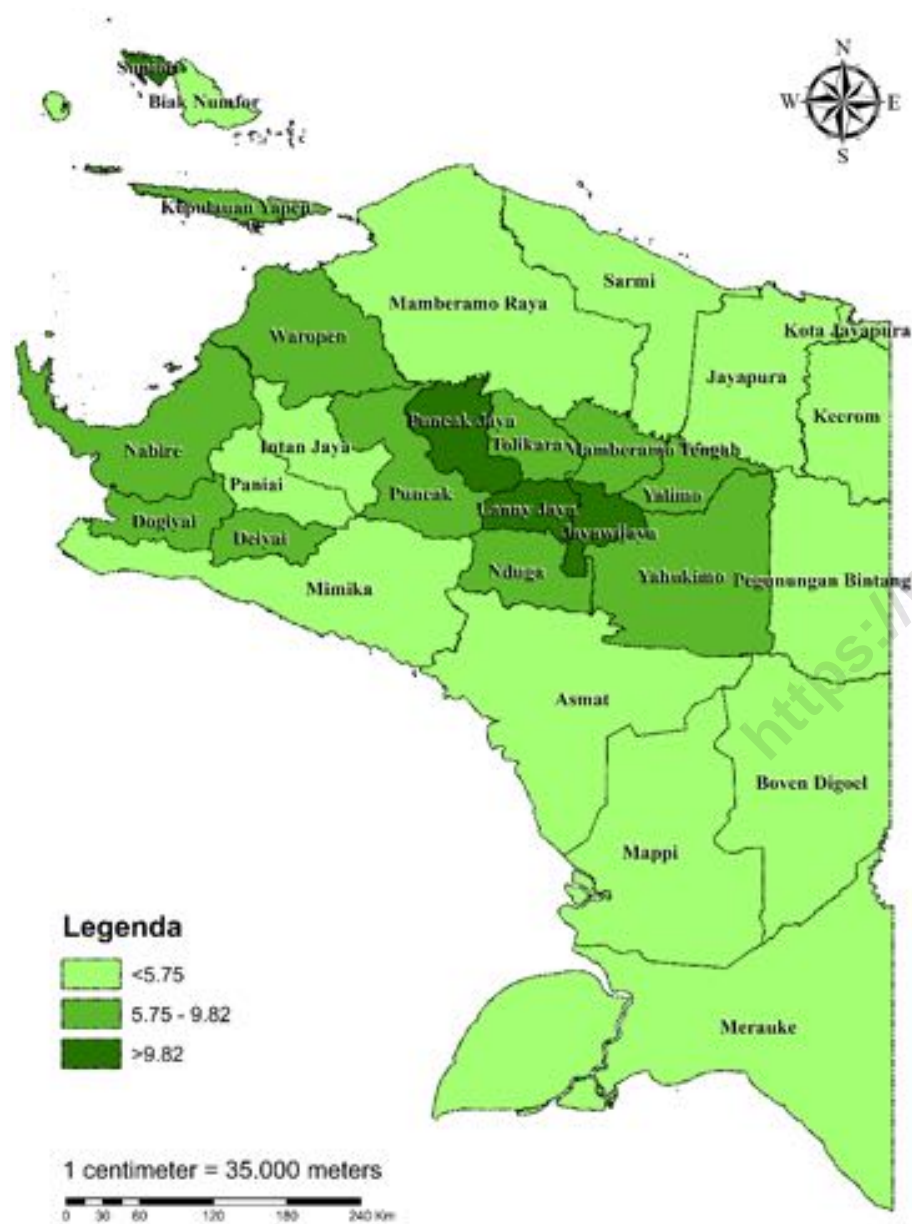 N
W E
S
Supiori
Biak Numfor
Kepulauan Yapen
Sarmi
Mamberamo Raya
Kota Jayapura
Waropen
Jayapura
Keerom
Puncak Jaya
Tolikara
Intan Jaya
Mamberamo Tengah
Nabire
Paniai
Puncak
Yalimo
Lanny Jaya
Dogiyai
Jayawijaya
Deiyai
Nduga
Yahukimo
Pegunungan Bintang
Mimika
https://
Asmat
Boven Digoel
Mappi
Legenda
<5.75
5.75 - 9.82
>9.82
Merauke
1 centimeter = 35.000 meters
0 30 60 120 180 240 Km